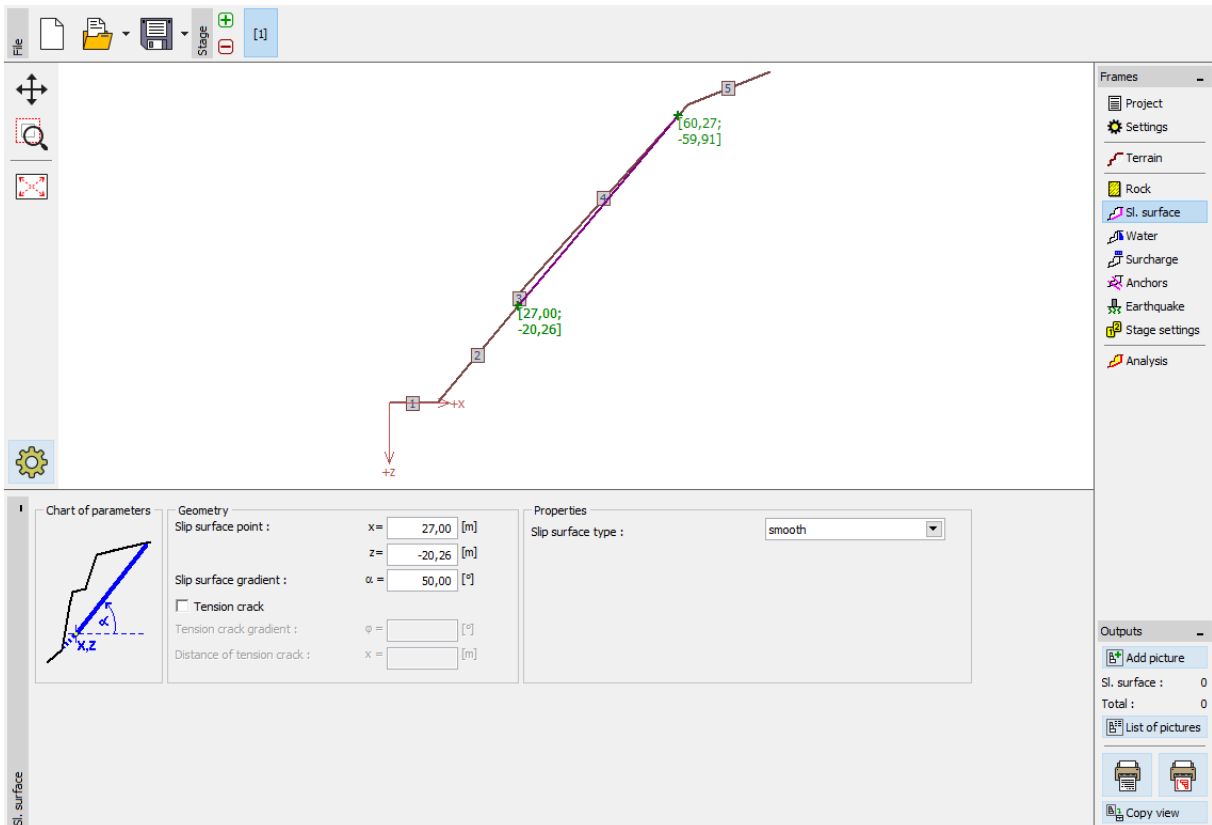 File
Stage
[1]
5
[60,27;
-59,91]
4
3
[27,00;
-20,26]
2
1
+x
+z
Frames
Project
Settings
Terrain
Rock
Sl. surface
Water
Surcharge
Anchors
Earthquake
Stage settings
Analysis
Chart of parameters
α
x,z
Geometry
Slip surface point :
x=
27,00
[m]
z=
-20,26
[m]
Slip surface gradient :
α =
50,00
[°]
Tension crack
Tension crack gradient :
φ =
[°]
Distance of tension crack :
x =
[m]
Properties
Slip surface type :
smooth
Sl. surface
Outputs
Add picture
Sl. surface :
0
Total :
0
List of pictures
Copy view